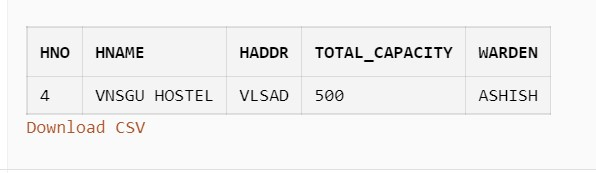 HNO HNAME HADDR TOTAL_CAPACITY WARDEN
4 VNSGU HOSTEL VLSAD 500 ASHISH
Download CSV